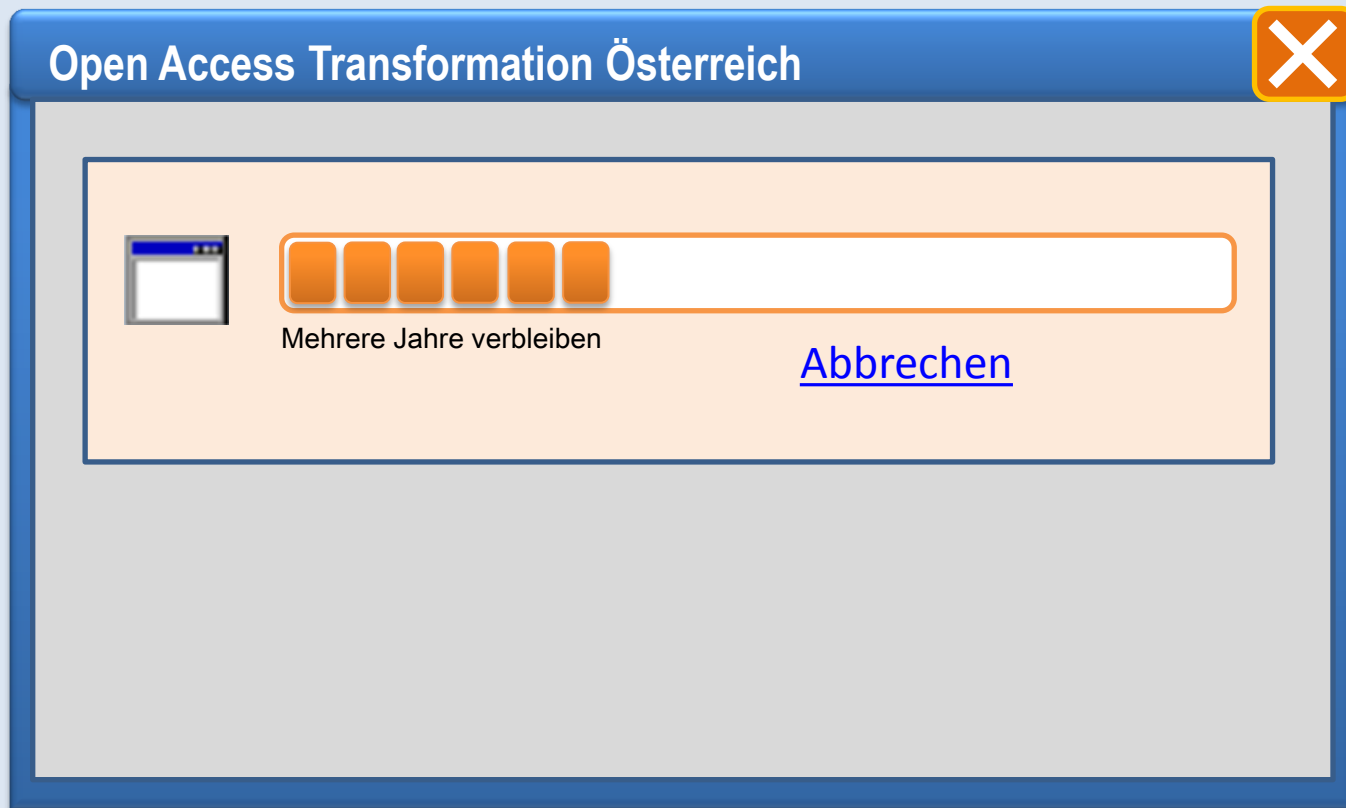 Open Access Transformation Österreich
Mehrere Jahre verbleiben
Abbrechen